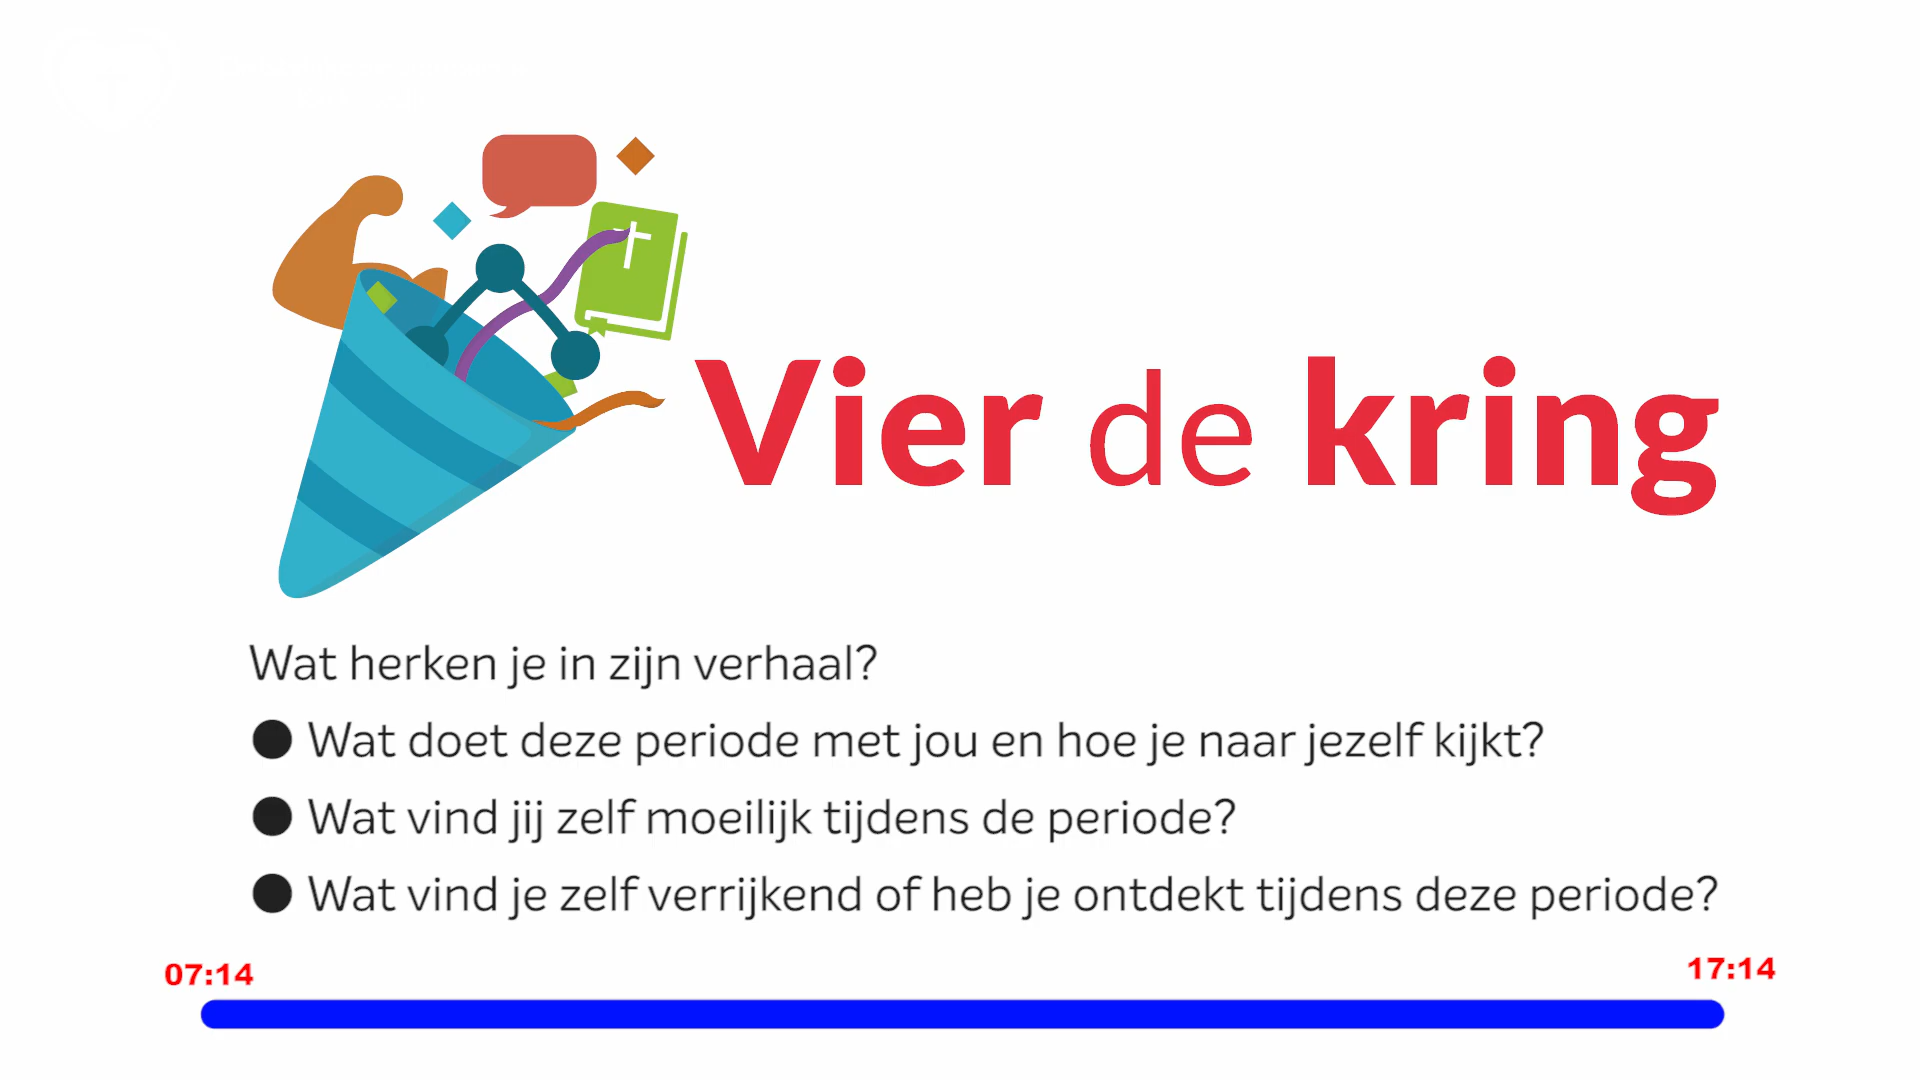 Vier de kring
Wat herken je in zijn verhaal?
● Wat doet deze periode met jou en hoe je naar jezelf kijkt?
● Wat vind jij zelf moeilijk tijdens de periode?
● Wat vind je zelf verrijkend of heb je ontdekt tijdens deze periode?
07:14
17:14